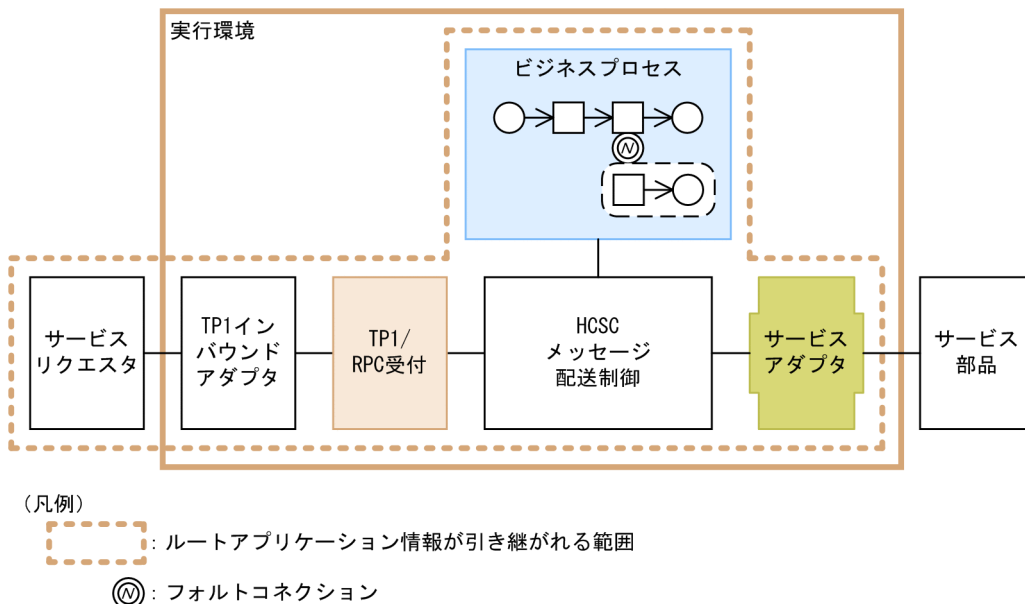 実行環境
ビジネスプロセス
サービス
リクエスタ
TP1イン
バウンド
アダプタ
TP1/
RPC受付
HCSC
メッセージ
配送制御
サービス
アダプタ
サービス
部品
（凡例）
：ルートアプリケーション情報が引き継がれる範囲
N：フォルトコネクション